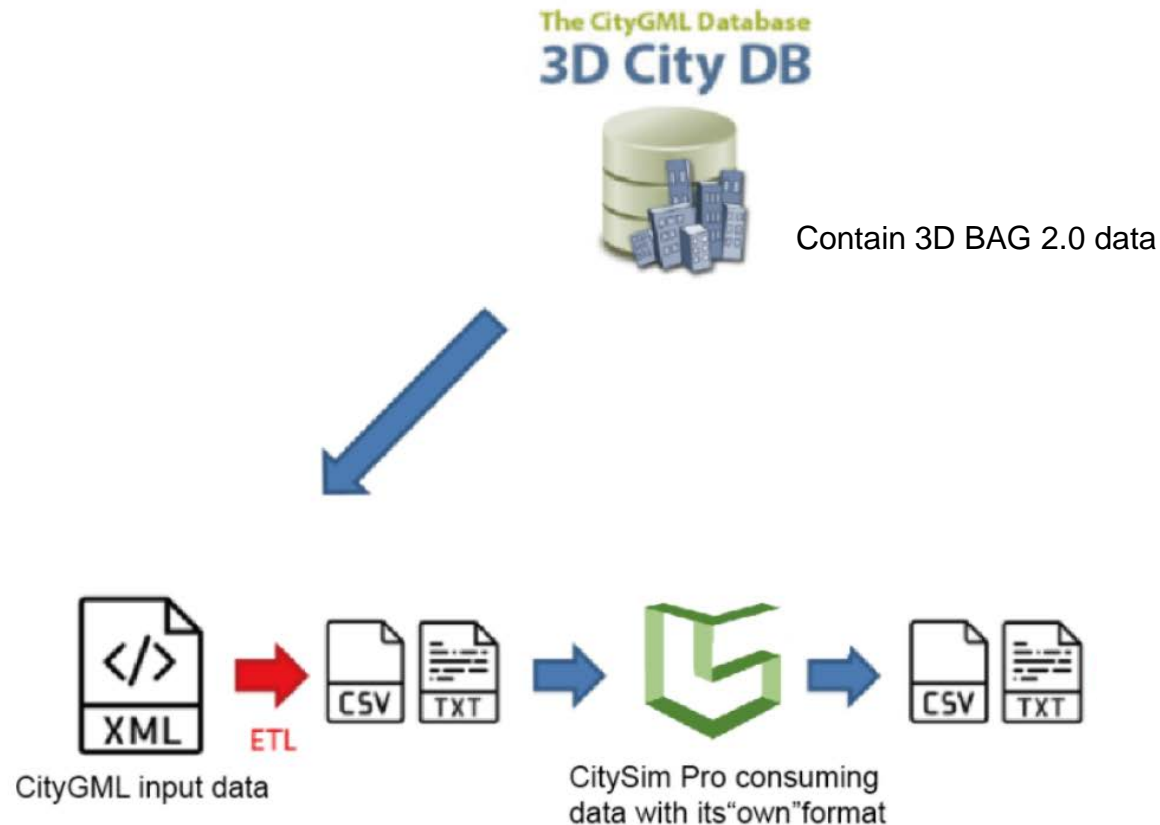 The CityGML Database
3D City DB
Contain 3D BAG 2.0 data
</>
XML
ETL
CSV
TXT
CSV
TXT
CityGML input data
CitySim Pro consuming
data with its“own”format